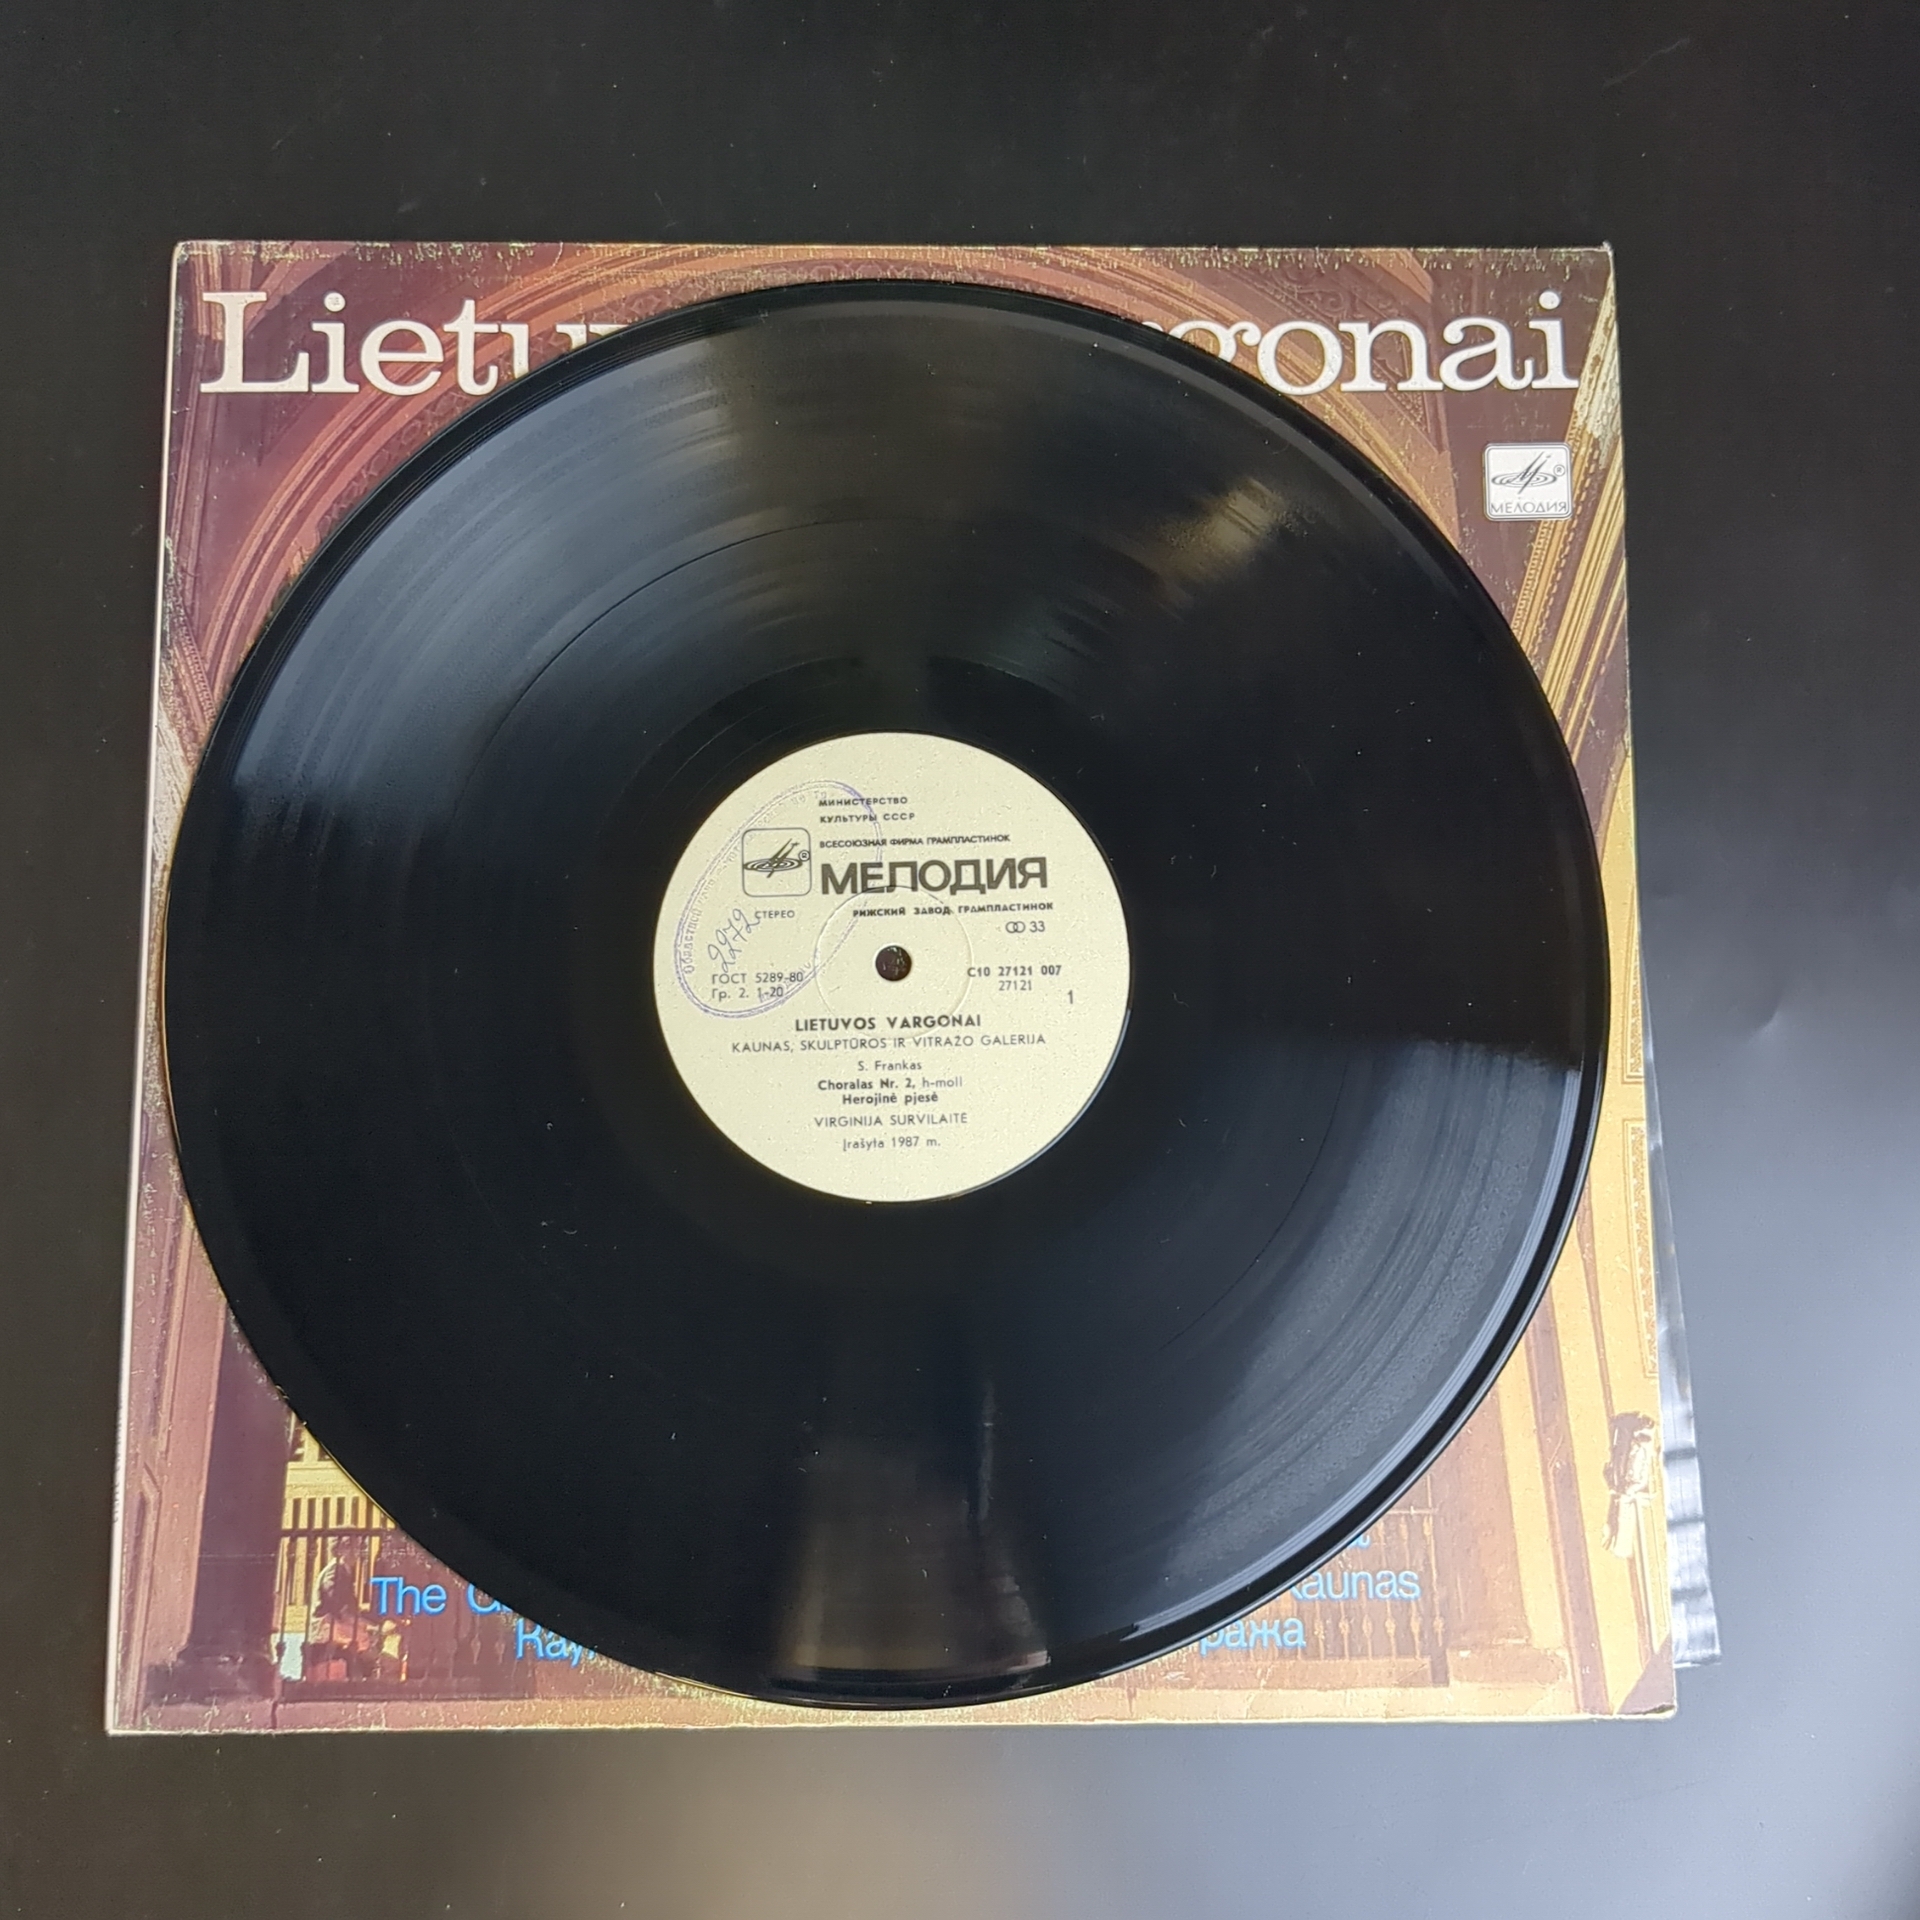 Lietu
rgonai
МЕЛОДИЯ
МИНИСТЕРСТВО
КУЛЬТУРЫ СССР
ВСЕСОЮЗНАЯ ФИРМА ГРАМПЛАСТИНОК
МЕЛОДИЯ
СТЕРЕО
РИЖСКИЙ ЗАВОД ГРАМПЛАСТИНОК
33
ГОСТ 5289-80
Гр. 2. 1-20
С10 27121 007
27121
1
LIETUVOS VARGONAI
KAUNAS, SKULPTŪROS IR VITRAŽO GALERIJA
S. Frankas
Choralas Nr. 2, h-moll
Herojinė pjesė
VIRGINIJA SURVILAITĖ
Įrašyta 1987 m.
The
Kaunas
ража